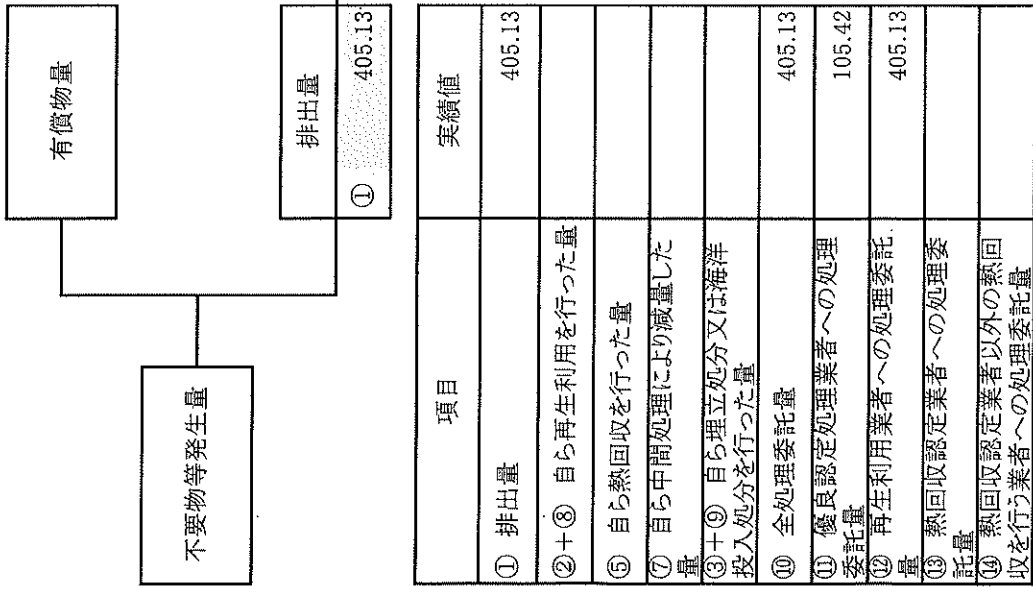 有償物量
不要物等発生量
排出量
① 405.13
項目 実績値
① 排出量 405.13
②+⑧ 自ら再生利用を行った量
⑤ 自ら熱回収を行った量
⑦ 自ら中間処理により減量した
量
③+⑨ 自ら埋立処分又は海洋
投入処分を行った量
⑩ 全処理委託量 405.13
⑪ 優良認定処理業者への処理
委託量 105.42
⑫ 再生利用業者への処理委託
量 405.13
⑬ 熱回収認定業者への処理委
託量
⑭ 熱回収認定業者以外の熱回
収を行う業者への処理委託量